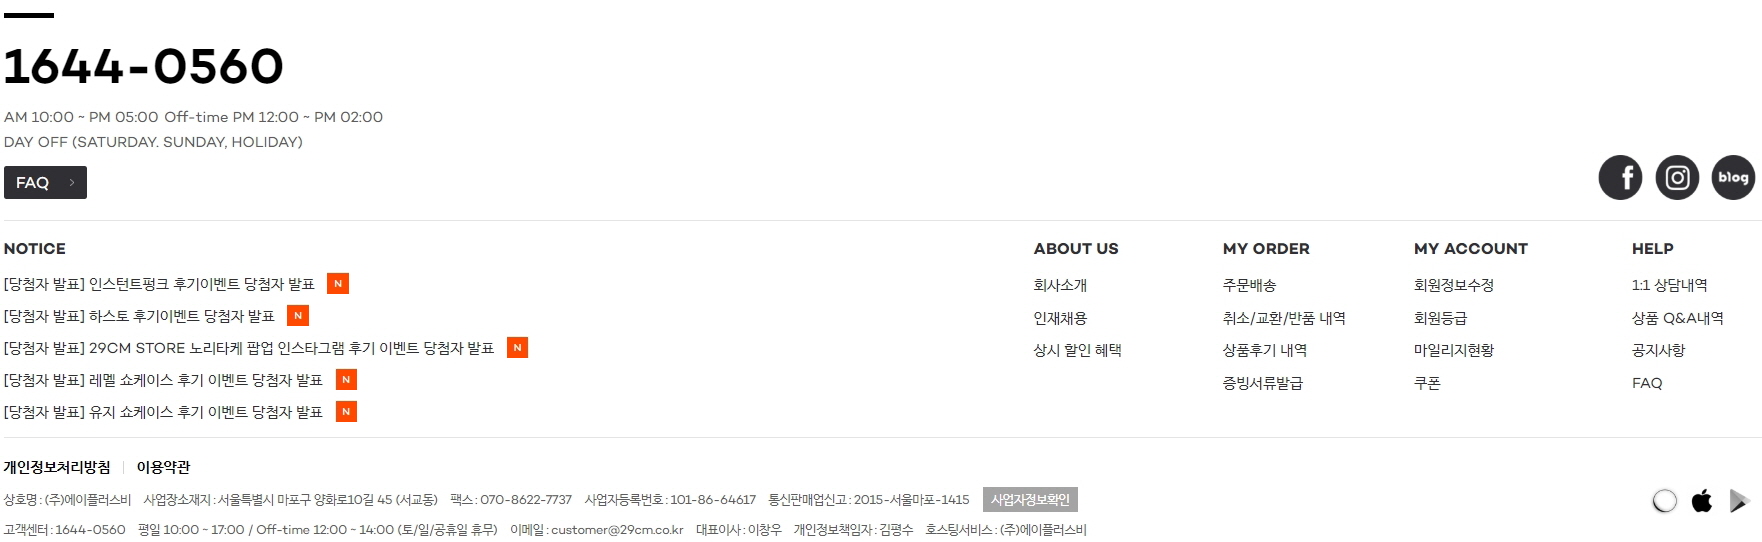 1644-0560
AM 10:00 ~ PM 05:00 Off-time PM 12:00 ~ PM 02:00
DAY OFF (SATURDAY. SUNDAY, HOLIDAY)
FAQ
blog
NOTICE
[당첨자 발표] 인스턴트펑크 후기이벤트 당첨자 발표 N
[당첨자 발표] 하스토 후기이벤트 당첨자 발표 N
[당첨자 발표] 29CM STORE 노리타케 팝업 인스타그램 후기 이벤트 당첨자 발표 N
[당첨자 발표] 레멜 쇼케이스 후기 이벤트 당첨자 발표 N
[당첨자 발표] 유지 쇼케이스 후기 이벤트 당첨자 발표 N
ABOUT US
회사소개
인재채용
상시 할인 혜택
MY ORDER
주문배송
취소/교환/반품 내역
상품후기 내역
증빙서류발급
MY ACCOUNT
회원정보수정
회원등급
마일리지현황
쿠폰
HELP
1:1 상담내역
상품 Q&A내역
공지사항
FAQ
개인정보처리방침 이용약관
상호명 : (주)에이플러스비 사업장소재지 : 서울특별시 마포구 양화로10길 45 (서교동) 팩스 : 070-8622-7737 사업자등록번호 : 101-86-64617 통신판매업신고 : 2015-서울마포-1415 사업자정보확인
고객센터 : 1644-0560 평일 10:00 ~ 17:00 / Off-time 12:00 ~ 14:00 (토/일/공휴일 휴무) 이메일 : customer@29cm.co.kr 대표이사 : 이창우 개인정보책임자 : 김평수 호스팅서비스 : (주)에이플러스비